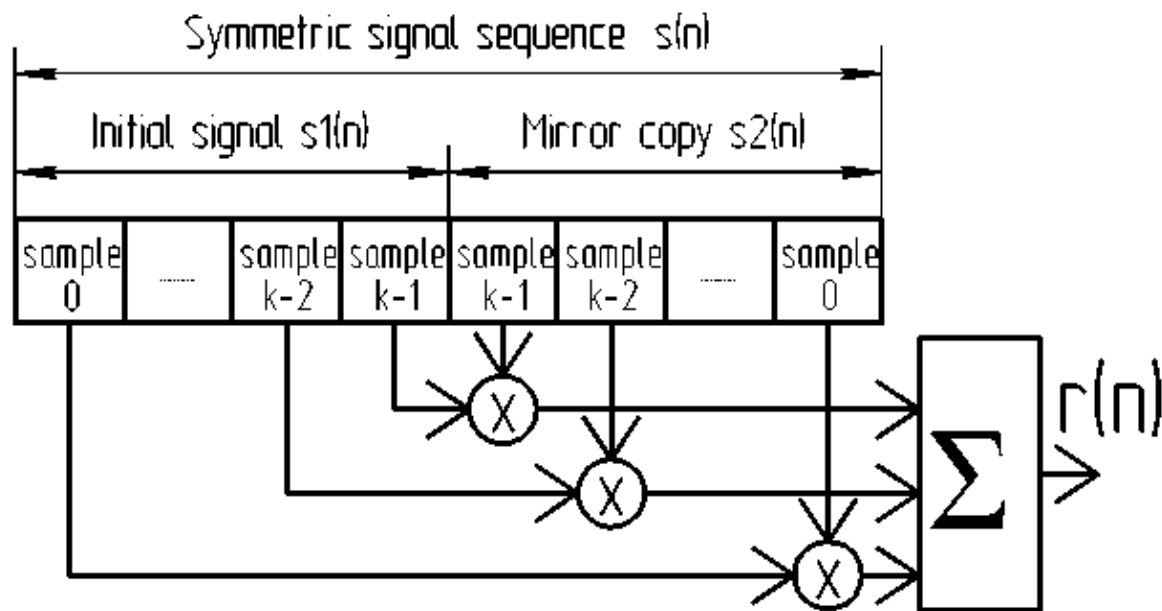 Symmetric signal sequence s(n)
Initial signal s1(n)
Mirror copy s2(n)
sample 0
......
sample k-2
sample k-1
sample k-1
sample k-2
......
sample 0
X
X
X
Σ
r(n)